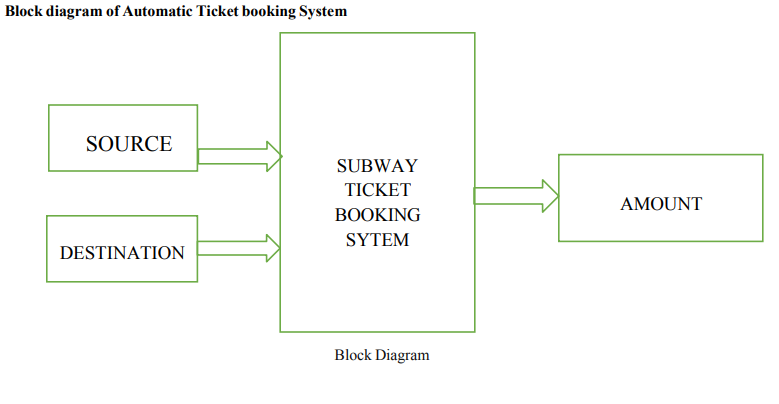 Block diagram of Automatic Ticket booking System
SOURCE
DESTINATION
SUBWAY
TICKET
BOOKING
SYTEM
AMOUNT
Block Diagram